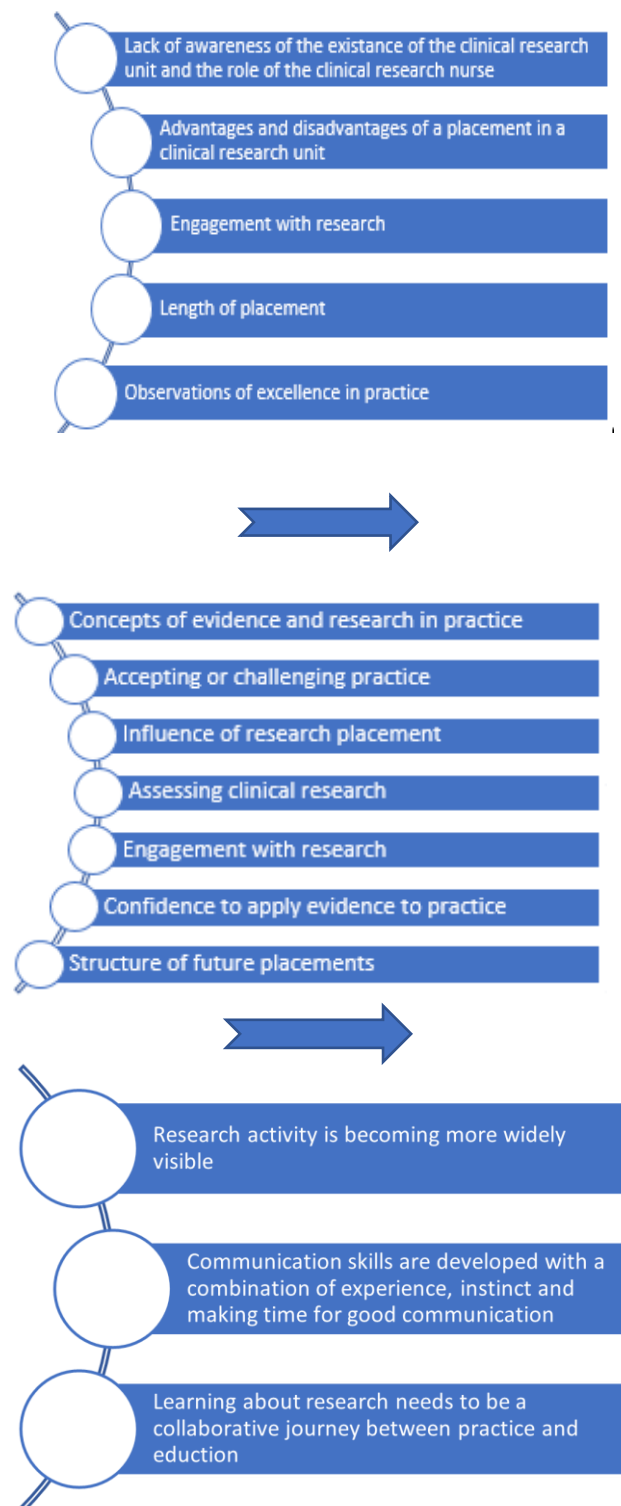 Lack of awareness of the existance of the clinical research
unit and the role of the clinical research nurse
Advantages and disadvantages of a placement in a
clinical research unit
Engagement with research
Length of placement
Observations of excellence in practice
Concepts of evidence and research in practice
Accepting or challenging practice
Influence of research placement
Assessing clinical research
Engagement with research
Confidence to apply evidence to practice
Structure of future placements
Research activity is becoming more widely
visible
Communication skills are developed with a
combination of experience, instinct and
making time for good communication
Learning about research needs to be a
collaborative journey between practice and
eduction